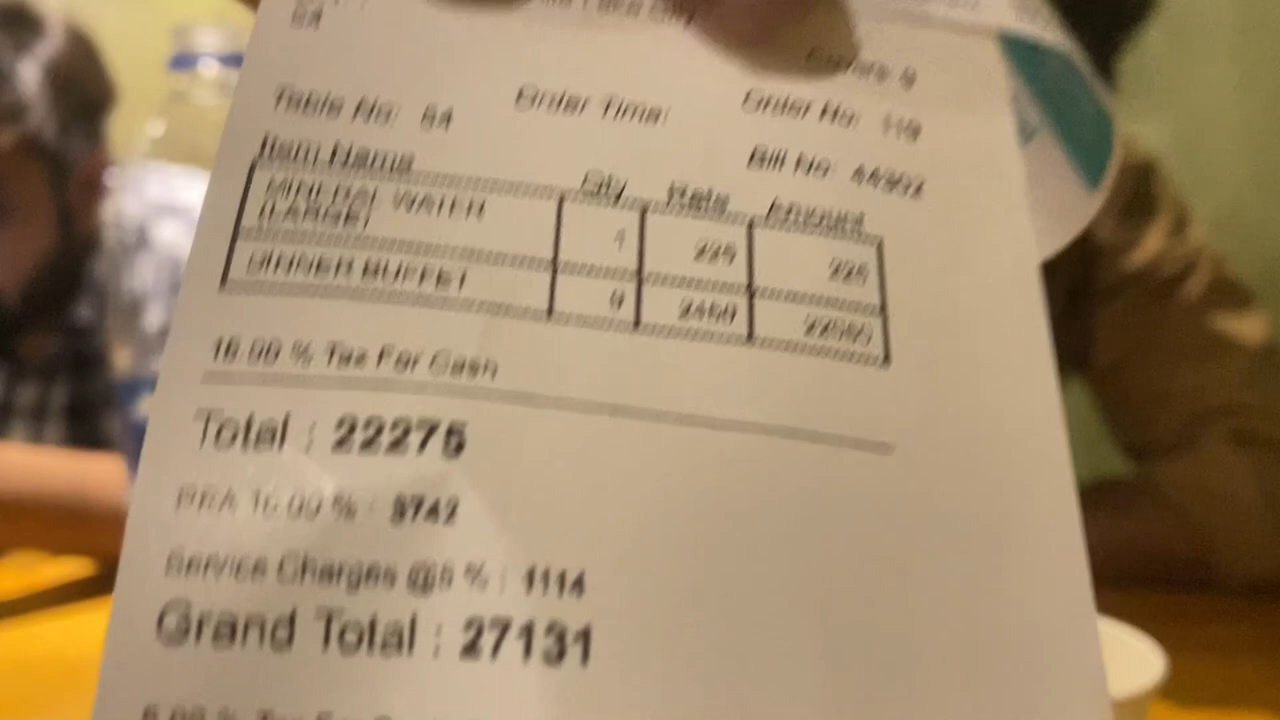 Table No: 54 Order Time: Order No: 119
Bill No:
Item Name Qty Rate Amount
MINERAL WATER 225 225
(LARGE)
DINNER BUFFET 9
16.00 % Tax For Cash
Total : 22275
16.00 % : 3742
Service Charges @5 % : 1114
Grand Total : 27131